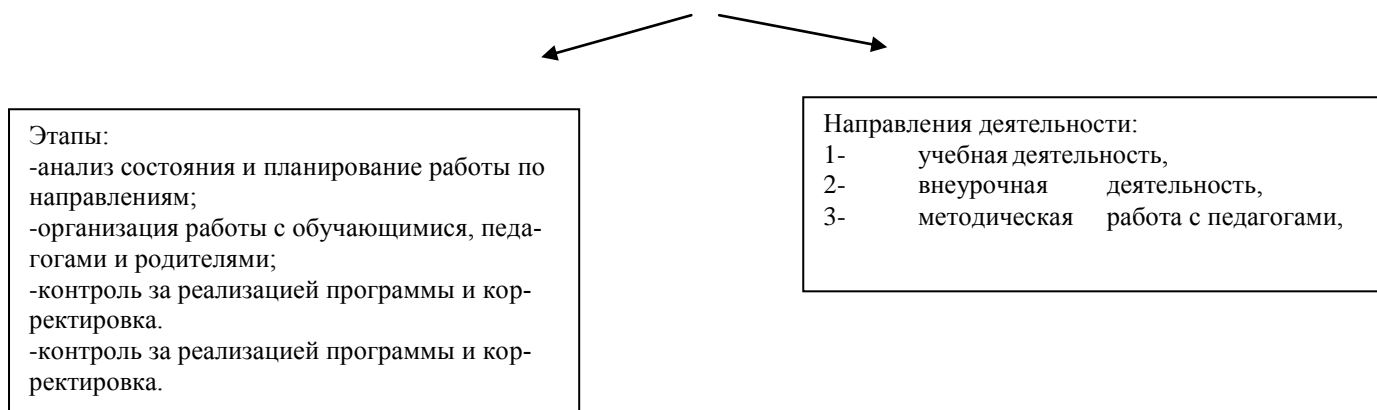 Этапы:
-анализ состояния и планирование работы по
направлениям;
-организация работы с обучающимися, педа-
гогами и родителями;
-контроль за реализацией программы и кор-
ректировка.
-контроль за реализацией программы и кор-
ректировка.
Направления деятельности:
1- учебная деятельность,
2- внеурочная деятельность,
3- методическая работа с педагогами,